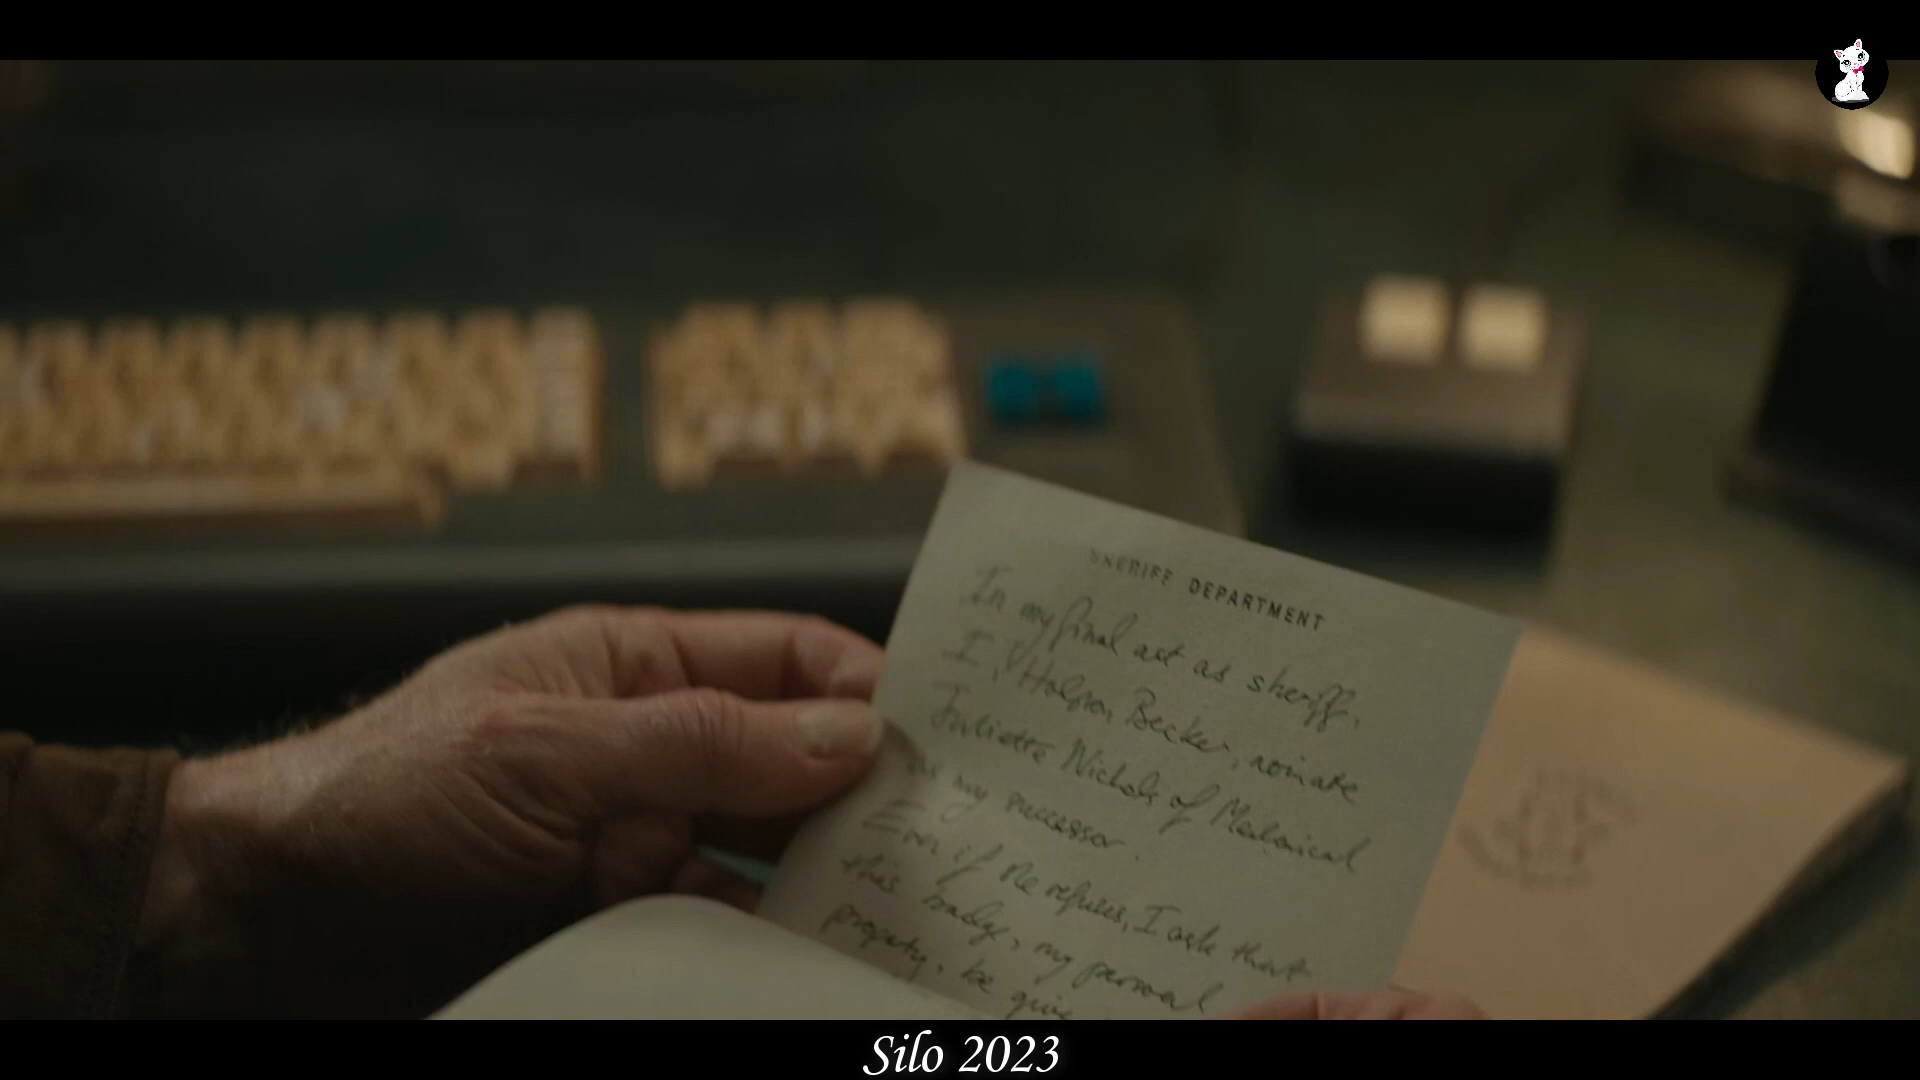 SHERIFF DEPARTMENT
In my final act as sheriff,
I, Holston Becker, nominate
Juliette Nichols of Mechanical
as my successor.
Even if she refuses, I ask that
this badge, my personal
property, be give
Silo 2023